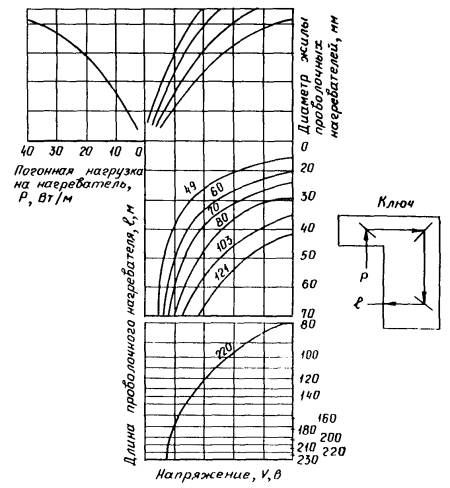 Диаметр жилы
проволочных
нагревателей, мм
40 30 20 10 0
Погонная нагрузка
на нагреватель,
Р, Вт/м
0
20
30
40
50
60
70
49
60
70
80
103
121
Длина проволочного нагревателя, ℓ, м
Ключ
Р
ℓ
80
100
120
140
160
180
200
210
220
230
220
Напряжение, V, в